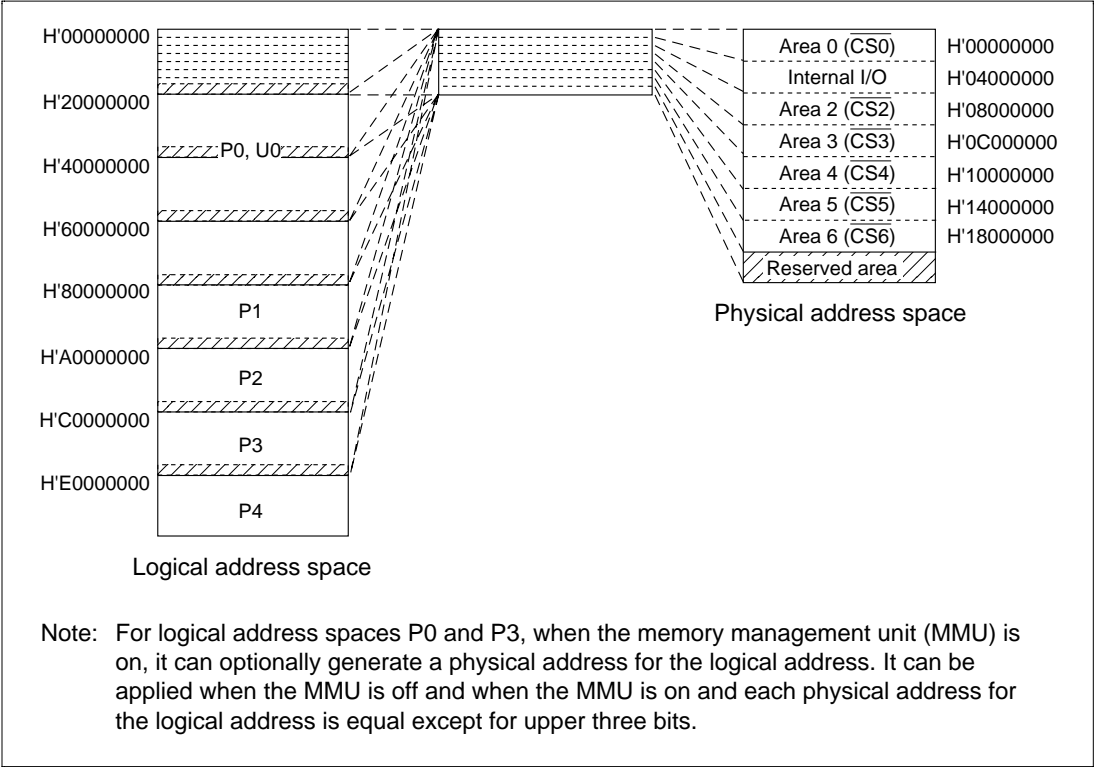 H'00000000
H'20000000
P0, U0
H'40000000
H'60000000
H'80000000
P1
H'A0000000
P2
H'C0000000
P3
H'E0000000
P4
Logical address space
Area 0 (CS0) H'00000000
Internal I/O H'04000000
Area 2 (CS2) H'08000000
Area 3 (CS3) H'0C000000
Area 4 (CS4) H'10000000
Area 5 (CS5) H'14000000
Area 6 (CS6) H'18000000
Reserved area
Physical address space
Note: For logical address spaces P0 and P3, when the memory management unit (MMU) is
on, it can optionally generate a physical address for the logical address. It can be
applied when the MMU is off and when the MMU is on and each physical address for
the logical address is equal except for upper three bits.